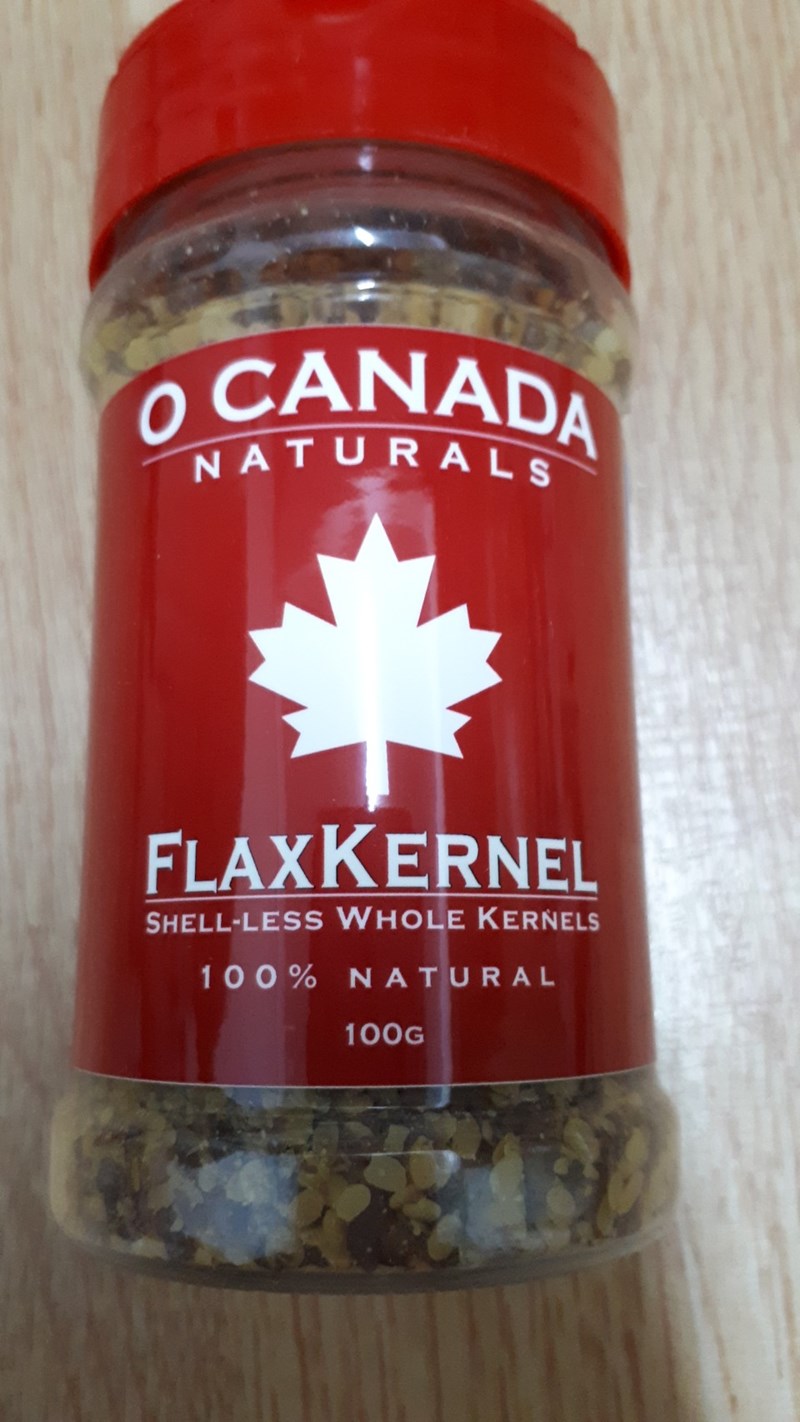 O CANADA
NATURALS
FLAXKERNEL
SHELL-LESS WHOLE KERNELS
100% NATURAL
100G